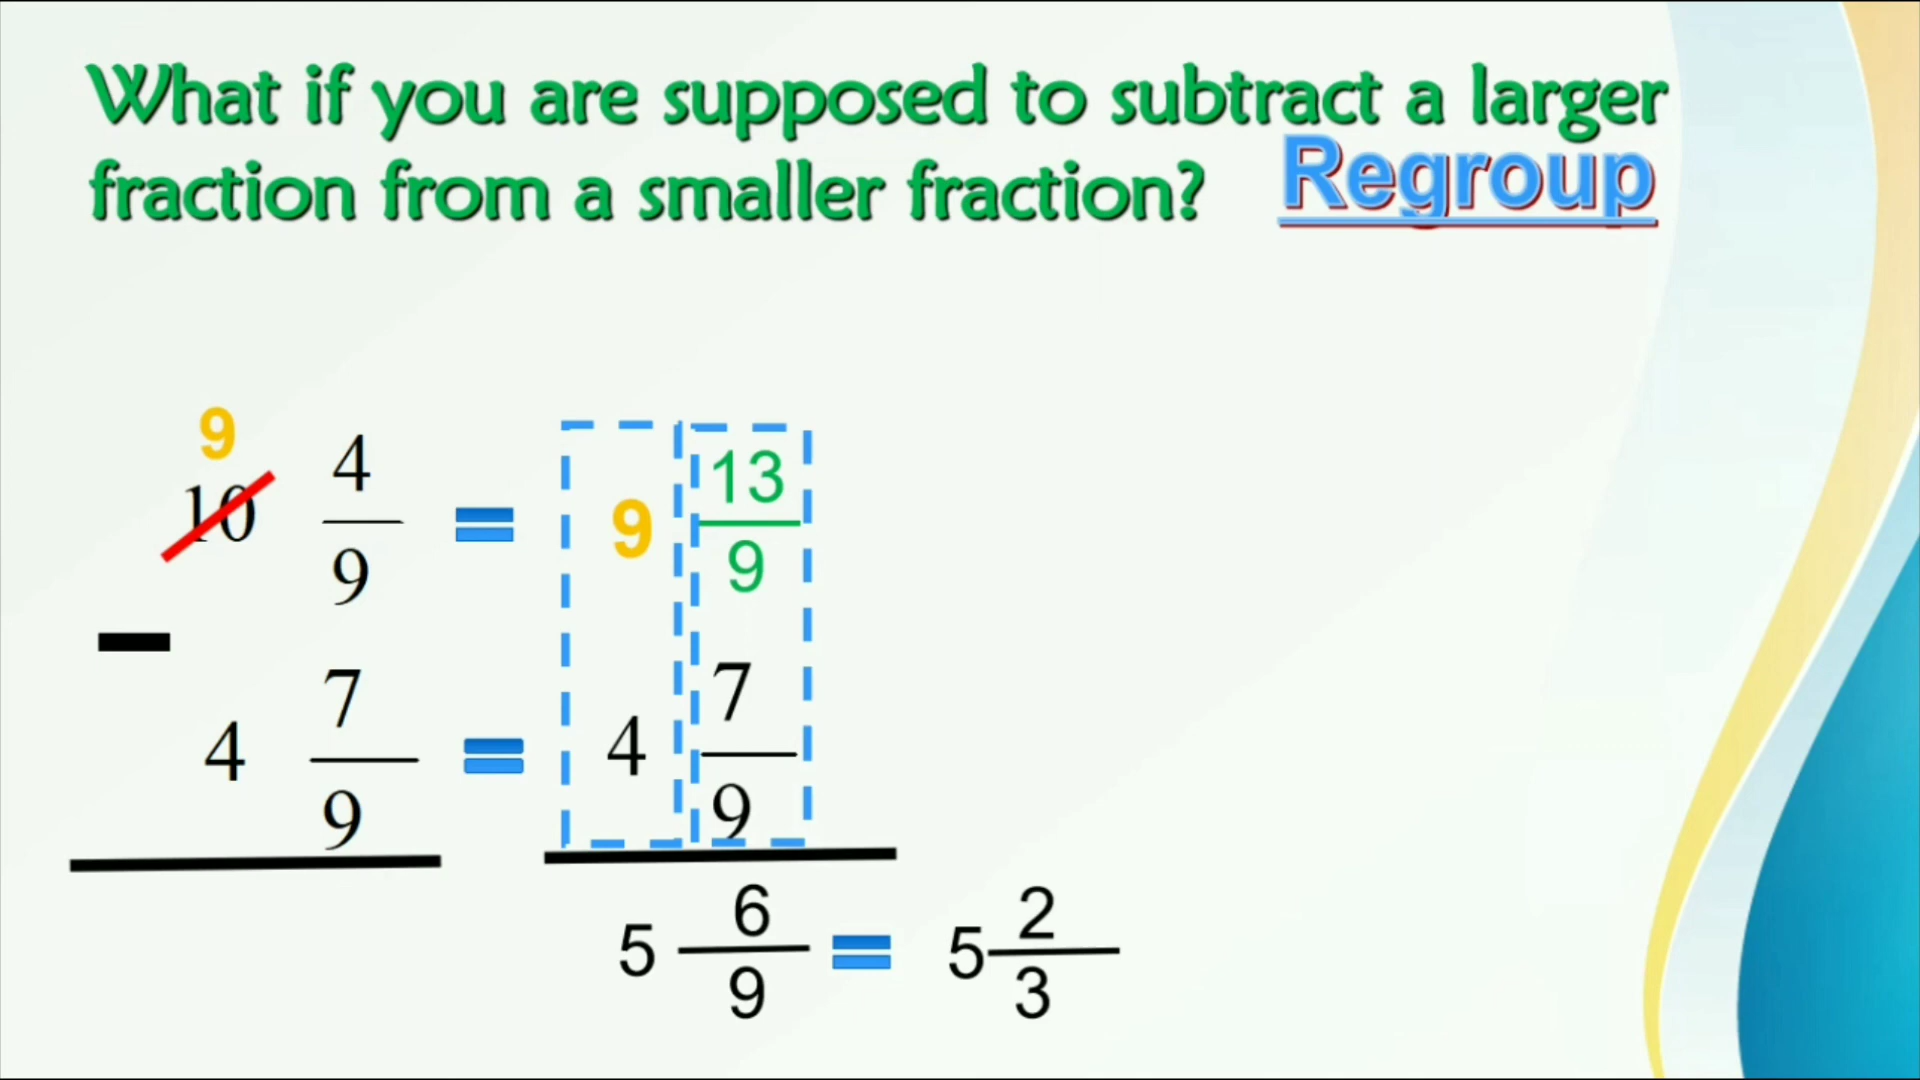 What if you are supposed to subtract a larger
fraction from a smaller fraction? Regroup
9
10 4/9 = 9 13/9
-
4 7/9 = 4 7/9
5 6/9 = 5 2/3